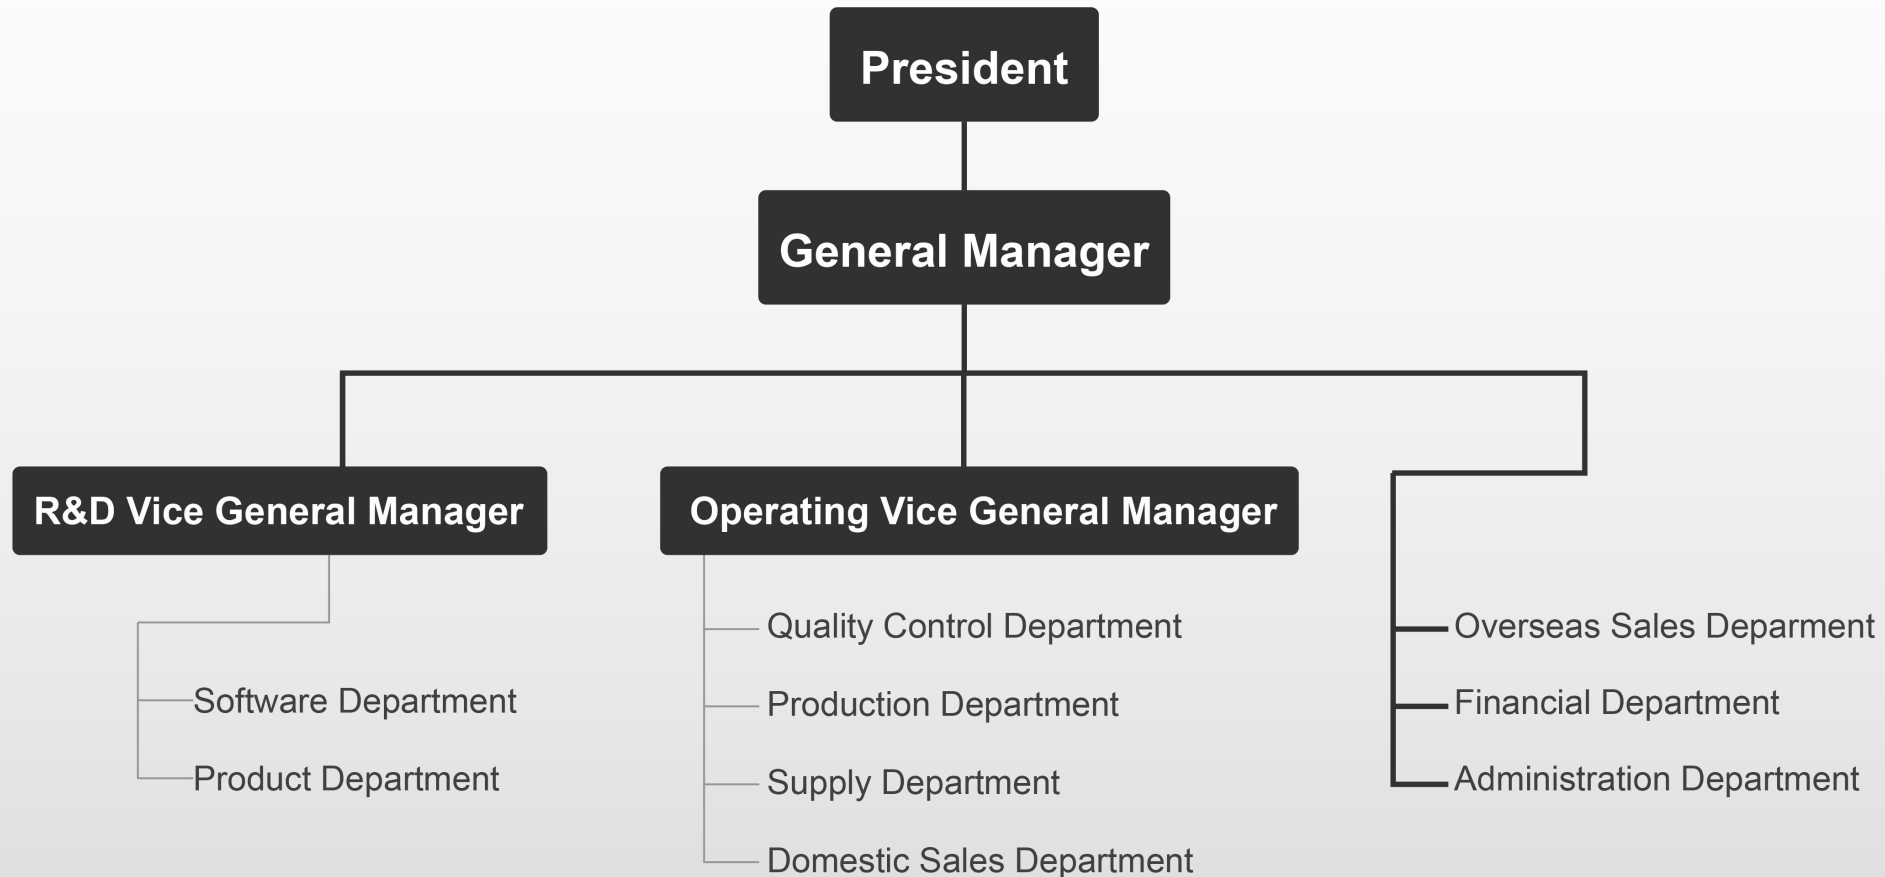 President
General Manager
R&D Vice General Manager
Operating Vice General Manager
Software Department
Product Department
Quality Control Department
Production Department
Supply Department
Domestic Sales Department
Overseas Sales Deparment
Financial Department
Administration Department